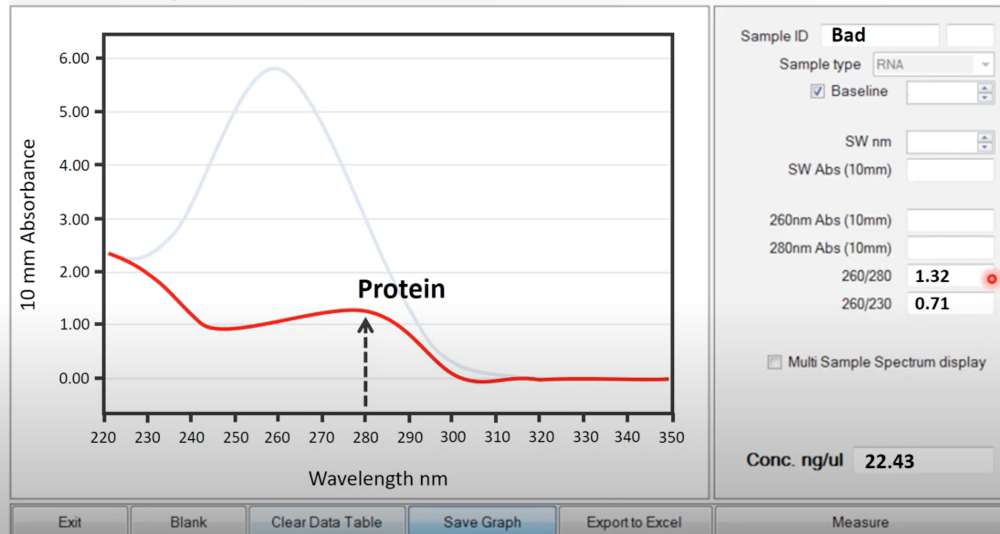 10 mm Absorbance
6.00
5.00
4.00
3.00
2.00
1.00
0.00
Protein
220 230 240 250 260 270 280 290 300 310 320 330 340 350
Wavelength nm
Sample ID Bad
Sample type RNA
Baseline
SW nm
SW Abs (10mm)
260nm Abs (10mm)
280nm Abs (10mm)
260/280 1.32
260/230 0.71
Multi Sample Spectrum display
Conc. ng/ul 22.43
Exit Blank Clear Data Table Save Graph Export to Excel Measure